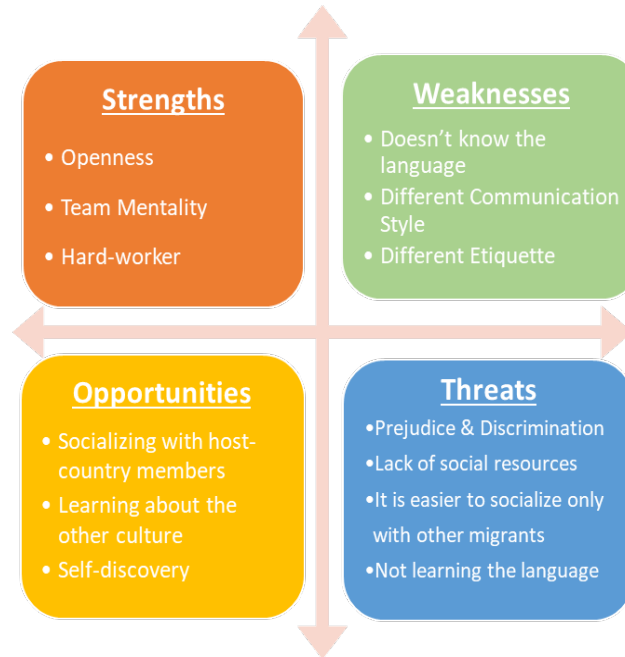 Strengths
• Openness
• Team Mentality
• Hard-worker
Weaknesses
• Doesn't know the
language
• Different Communication
Style
• Different Etiquette
Opportunities
• Socializing with host-
country members
• Learning about the
other culture
• Self-discovery
Threats
•Prejudice & Discrimination
•Lack of social resources
•It is easier to socialize only
with other migrants
•Not learning the language